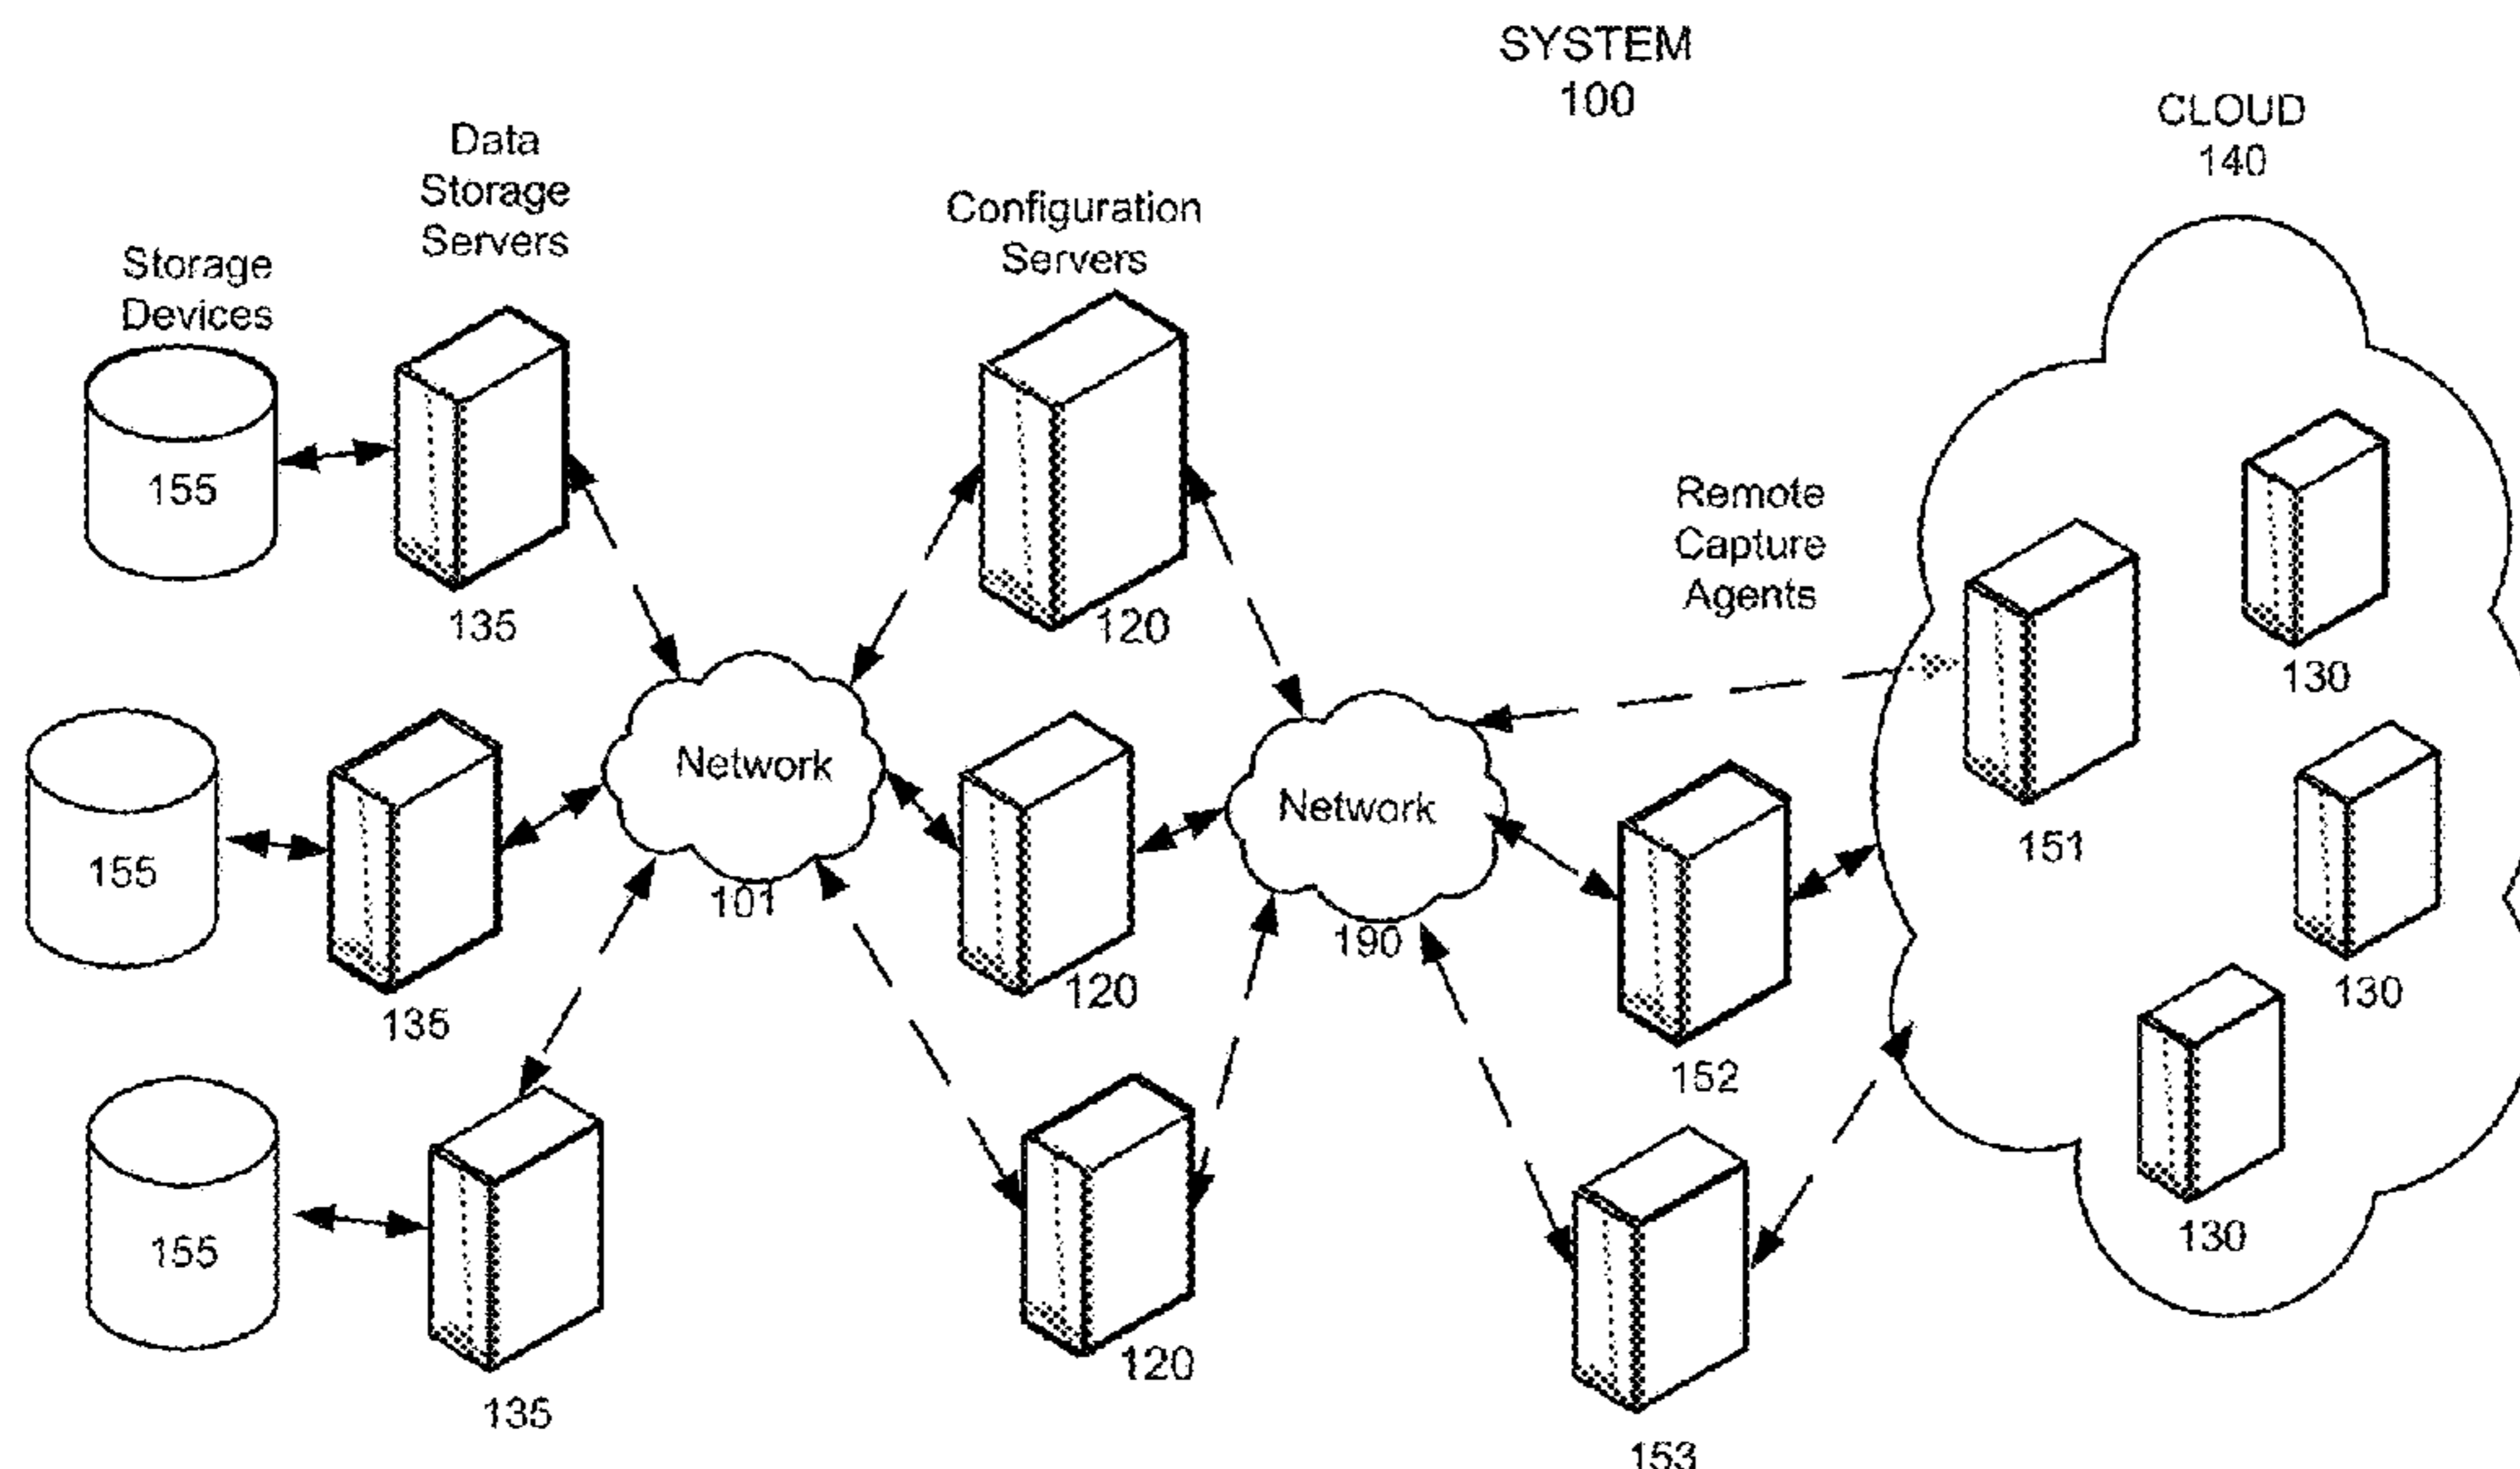 SYSTEM
100
CLOUD
140
Data
Storage
Servers
Configuration
Servers
Storage
Devices
Remote
Capture
Agents
155
135
120
130
Network
101
Network
190
151
155
135
120
152
130
155
135
120
153
130